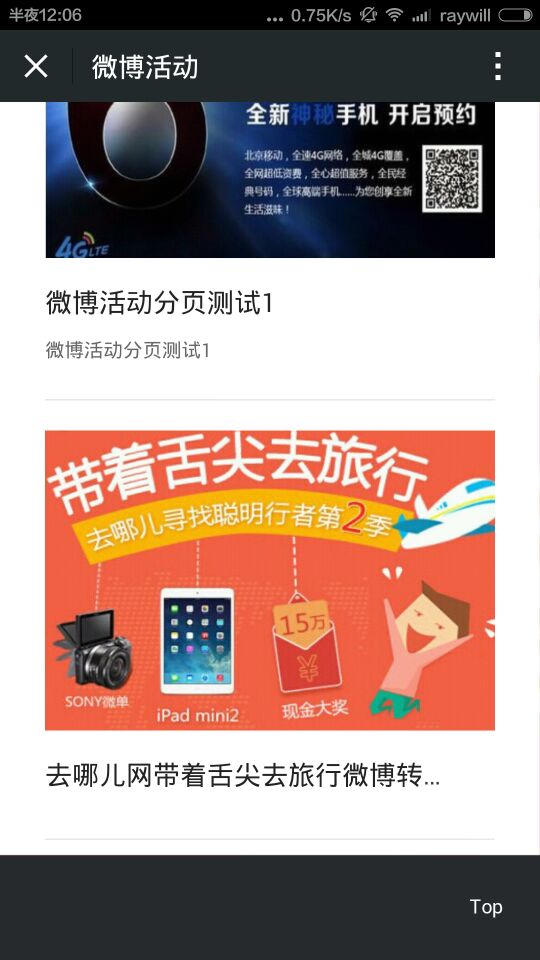 半夜12:06
... 0.75K/s
raywill
微博活动
全新神秘手机 开启预约
北京移动，全速4G网络，全城4G覆盖，
全网超低资费，全心超值服务，全民经
典号码，全球高端手机......为您创享全新
生活滋味！
4G LTE
微博活动分页测试1
微博活动分页测试1
带着舌尖去旅行
去哪儿寻找聪明行者第2季
15万
¥
SONY微单
iPad mini2
现金大奖
去哪儿网带着舌尖去旅行微博转...
Top